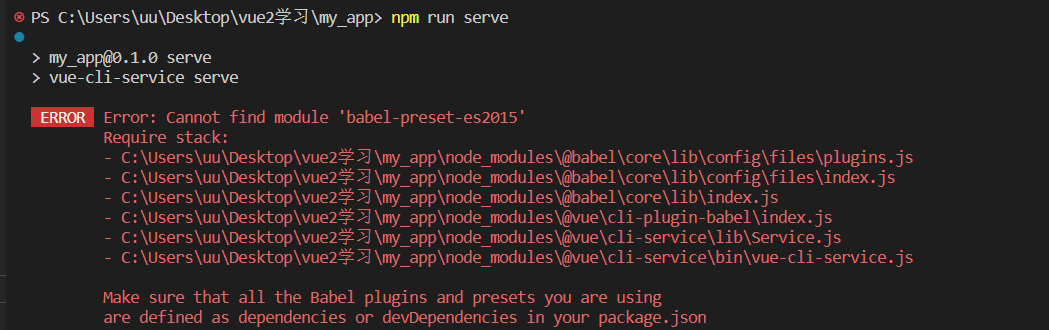 PS C:\Users\uu\Desktop\vue2学习\my_app> npm run serve
> my_app@0.1.0 serve
> vue-cli-service serve
ERROR Error: Cannot find module 'babel-preset-es2015'
Require stack:
- C:\Users\uu\Desktop\vue2学习\my_app\node_modules\@babel\core\lib\config\files\plugins.js
- C:\Users\uu\Desktop\vue2学习\my_app\node_modules\@babel\core\lib\config\files\index.js
- C:\Users\uu\Desktop\vue2学习\my_app\node_modules\@babel\core\lib\index.js
- C:\Users\uu\Desktop\vue2学习\my_app\node_modules\@vue\cli-plugin-babel\index.js
- C:\Users\uu\Desktop\vue2学习\my_app\node_modules\@vue\cli-service\lib\Service.js
- C:\Users\uu\Desktop\vue2学习\my_app\node_modules\@vue\cli-service\bin\vue-cli-service.js
Make sure that all the Babel plugins and presets you are using
are defined as dependencies or devDependencies in your package.json